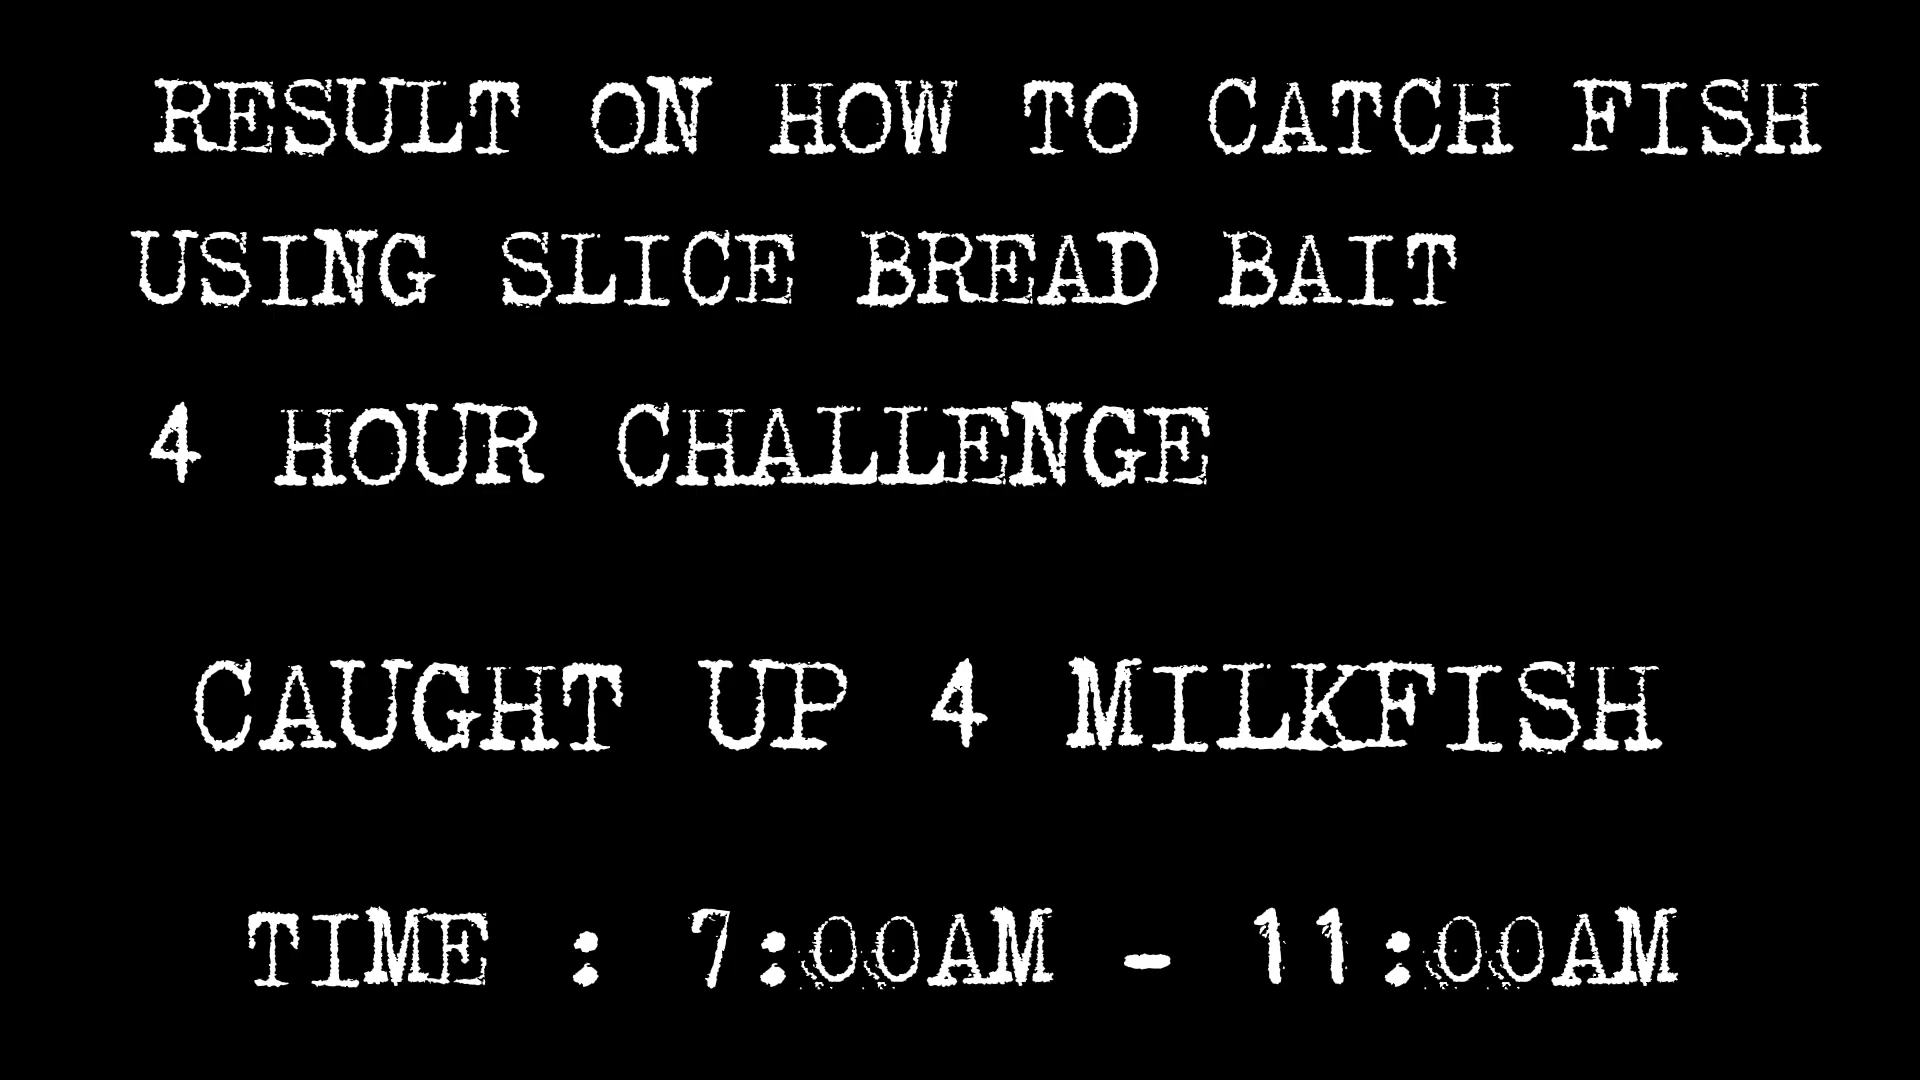 RESULT ON HOW TO CATCH FISH
USING SLICE BREAD BAIT
4 HOUR CHALLENGE
CAUGHT UP 4 MILKFISH
TIME : 7:00AM - 11:00AM